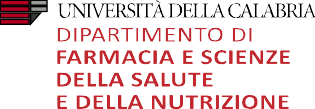 UNIVERSITÀ DELLA CALABRIA
DIPARTIMENTO DI
FARMACIA E SCIENZE
DELLA SALUTE
E DELLA NUTRIZIONE